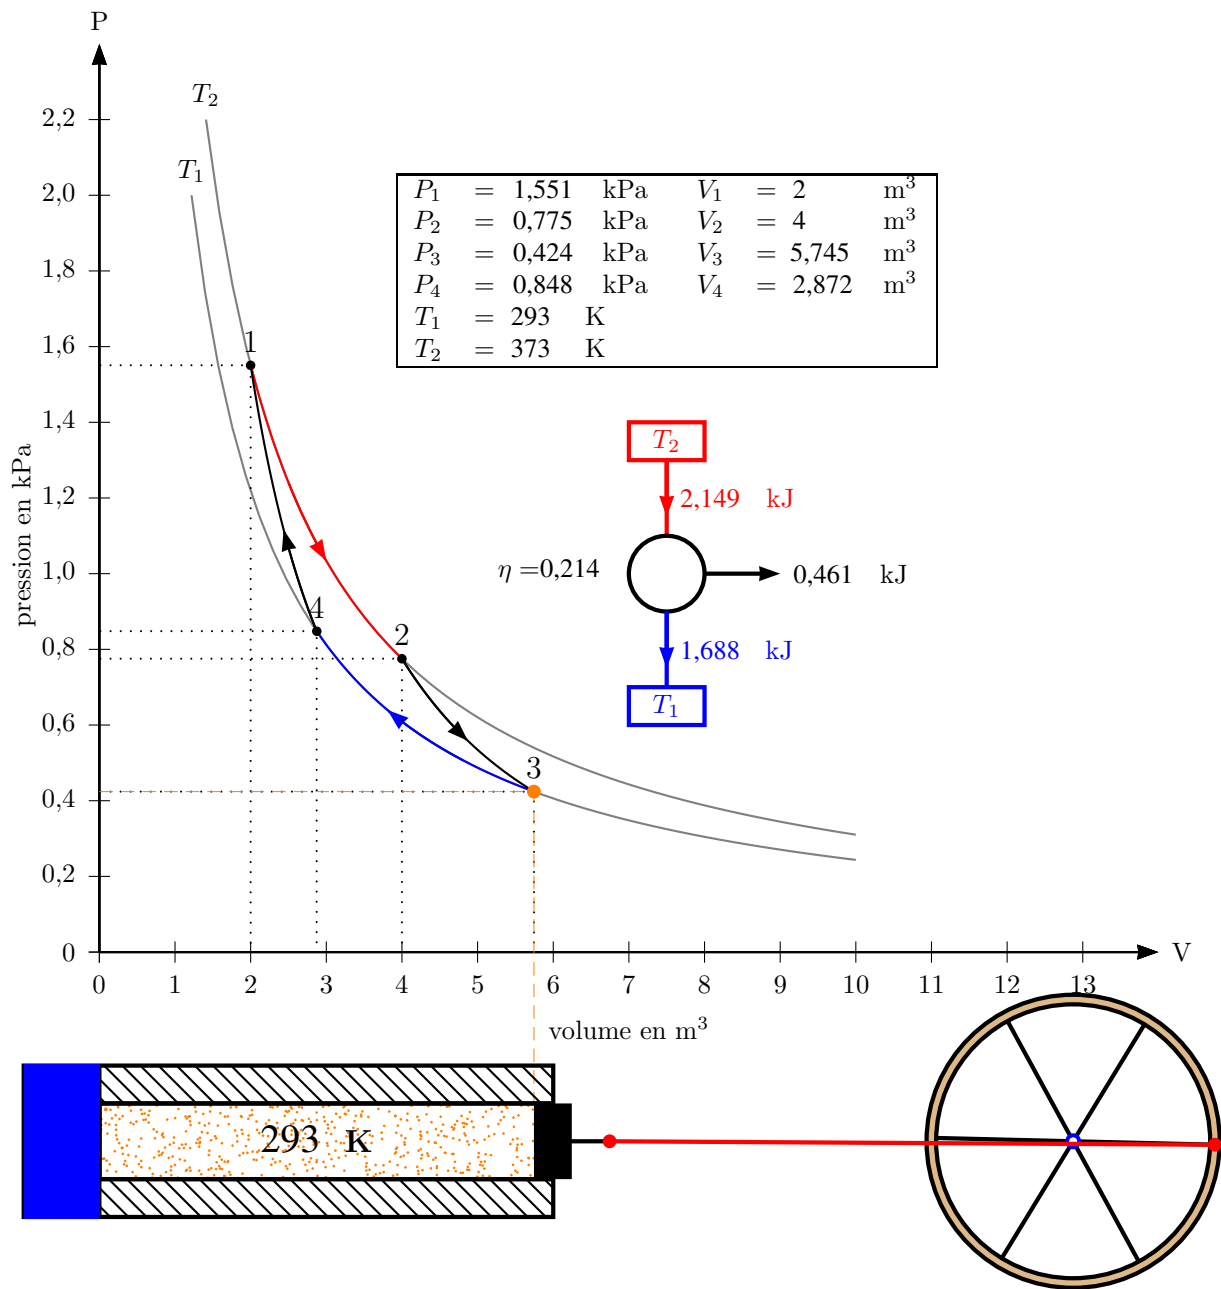 P
T₂
T₁
2,2
2,0
1,8
1,6
1,4
1,2
1,0
0,8
0,6
0,4
0,2
0
pression en kPa
P₁ = 1,551 kPa V₁ = 2 m³
P₂ = 0,775 kPa V₂ = 4 m³
P₃ = 0,424 kPa V₃ = 5,745 m³
P₄ = 0,848 kPa V₄ = 2,872 m³
T₁ = 293 K
T₂ = 373 K
1
4
2
3
T₂
2,149 kJ
η =0,214
0,461 kJ
1,688 kJ
T₁
V
0 1 2 3 4 5 6 7 8 9 10 11 12 13
volume en m³
293 K